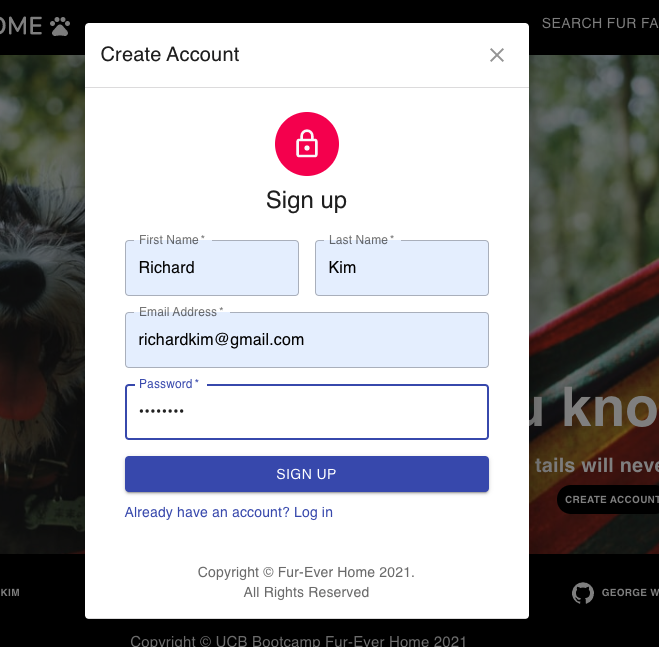 OME
SEARCH FUR FA
Create Account
Sign up
First Name *
Last Name *
Richard
Kim
Email Address *
richardkim@gmail.com
Password *
••••••••
u kno
SIGN UP
tails will neve
CREATE ACCOUNT
Already have an account? Log in
Copyright © Fur-Ever Home 2021.
All Rights Reserved
KIM
GEORGE W
Copyright © UCB Bootcamp Fur-Ever Home 2021